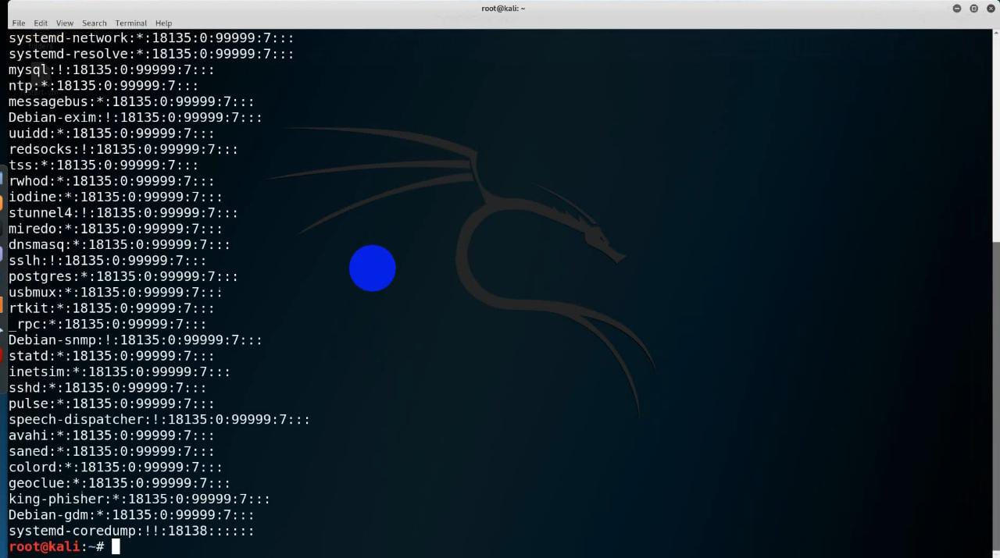 root@kali: ~
File Edit View Search Terminal Help
systemd-network:*:18135:0:99999:7:::
systemd-resolve:*:18135:0:99999:7:::
mysql:!:18135:0:99999:7:::
ntp:*:18135:0:99999:7:::
messagebus:*:18135:0:99999:7:::
Debian-exim:!:18135:0:99999:7:::
uuidd:*:18135:0:99999:7:::
redsocks:!:18135:0:99999:7:::
tss:*:18135:0:99999:7:::
rwhod:*:18135:0:99999:7:::
iodine:*:18135:0:99999:7:::
stunnel4:!:18135:0:99999:7:::
miredo:*:18135:0:99999:7:::
dnsmasq:*:18135:0:99999:7:::
sslh:!:18135:0:99999:7:::
postgres:*:18135:0:99999:7:::
usbmux:*:18135:0:99999:7:::
rtkit:*:18135:0:99999:7:::
_rpc:*:18135:0:99999:7:::
Debian-snmp:!:18135:0:99999:7:::
statd:*:18135:0:99999:7:::
inetsim:*:18135:0:99999:7:::
sshd:*:18135:0:99999:7:::
pulse:*:18135:0:99999:7:::
speech-dispatcher:!:18135:0:99999:7:::
avahi:*:18135:0:99999:7:::
saned:*:18135:0:99999:7:::
colord:*:18135:0:99999:7:::
geoclue:*:18135:0:99999:7:::
king-phisher:*:18135:0:99999:7:::
Debian-gdm:*:18135:0:99999:7:::
systemd-coredump:!!:18138::::::
root@kali:~#